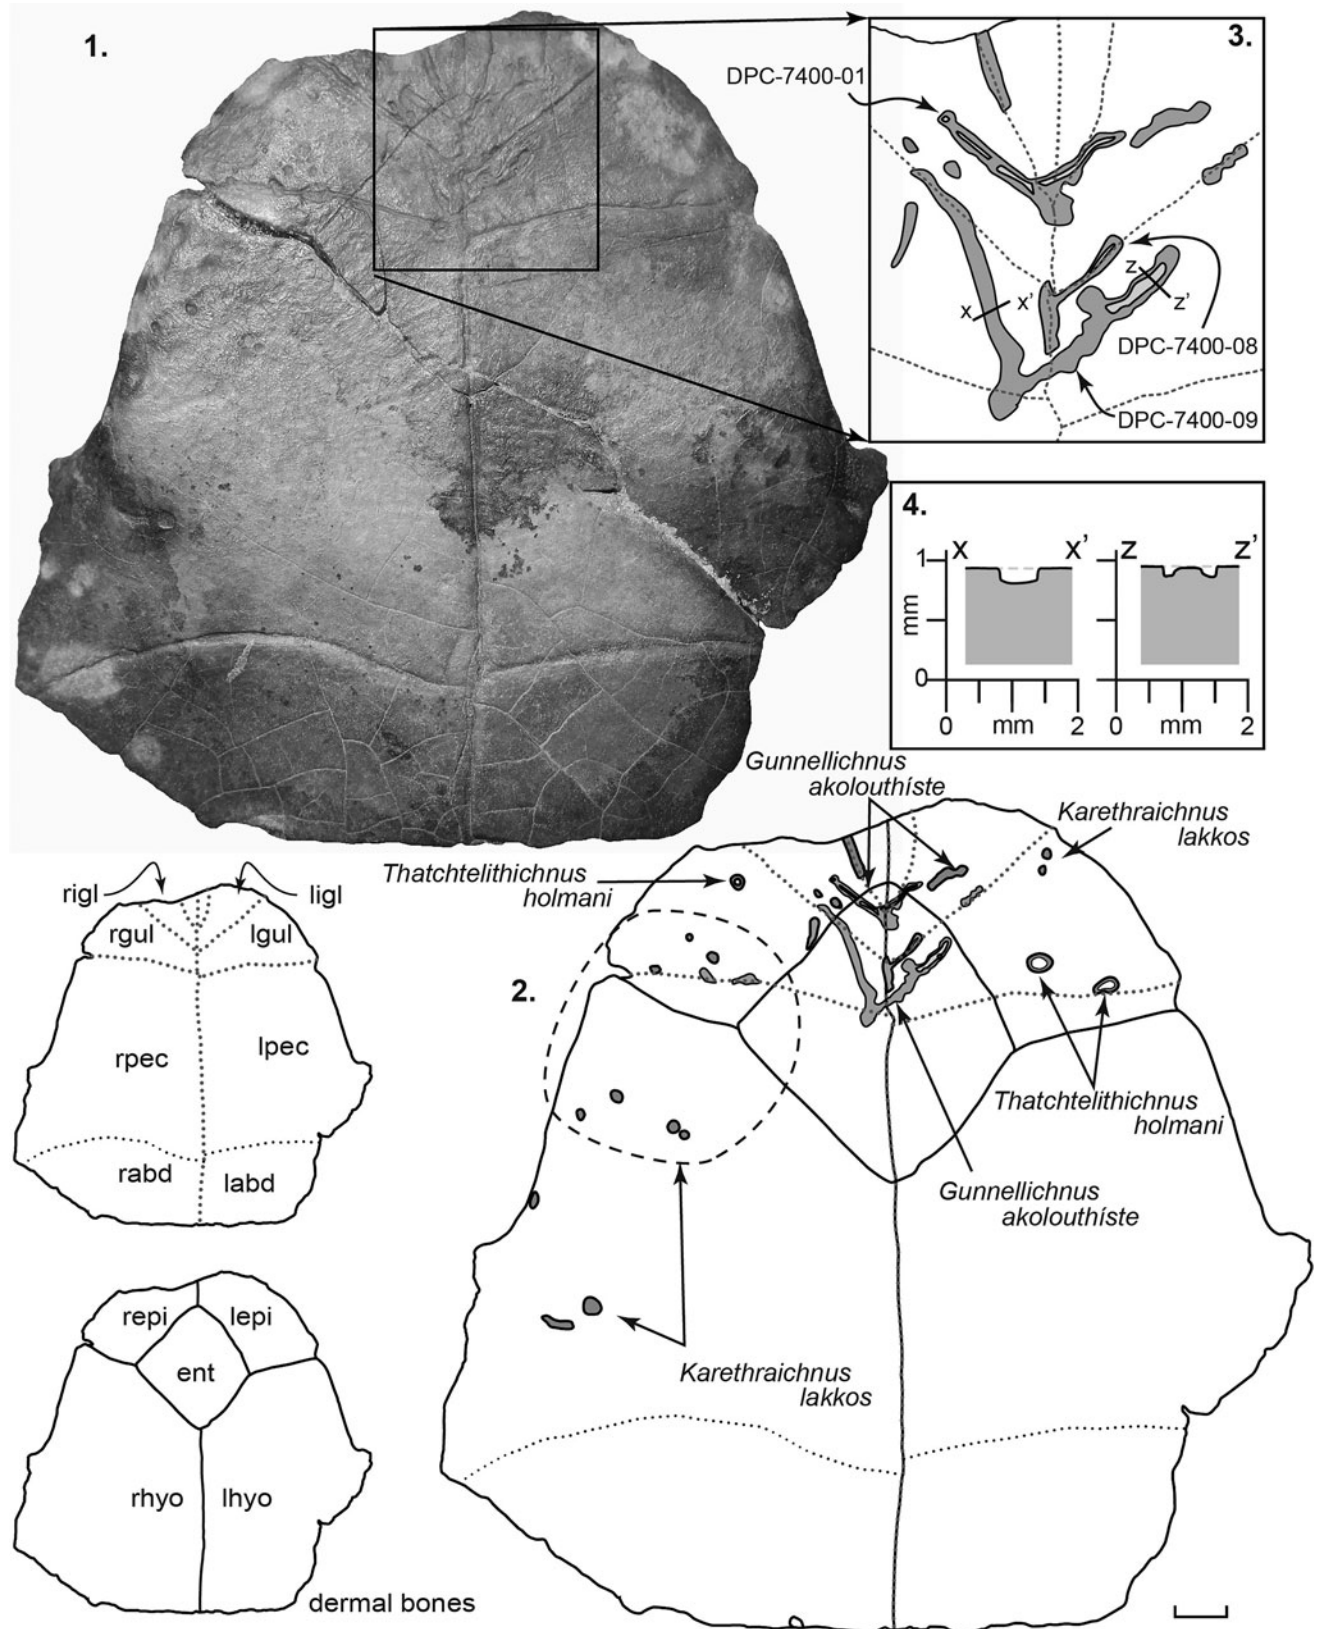 1.
3.
DPC-7400-01
z
x
x'
z'
DPC-7400-08
DPC-7400-09
4.
x
x'
z
z'
1
mm
0
0
mm
2
0
mm
2
Gunnellichnus
akolouthíste
Karethraichnus
lakkos
Thatchtelithichnus
holmani
rigl
ligl
rgul
lgul
2.
rpec
lpec
Thatchtelithichnus
holmani
rabd
labd
Gunnellichnus
akolouthíste
repi
lepi
ent
Karethraichnus
lakkos
rhyo
lhyo
dermal bones